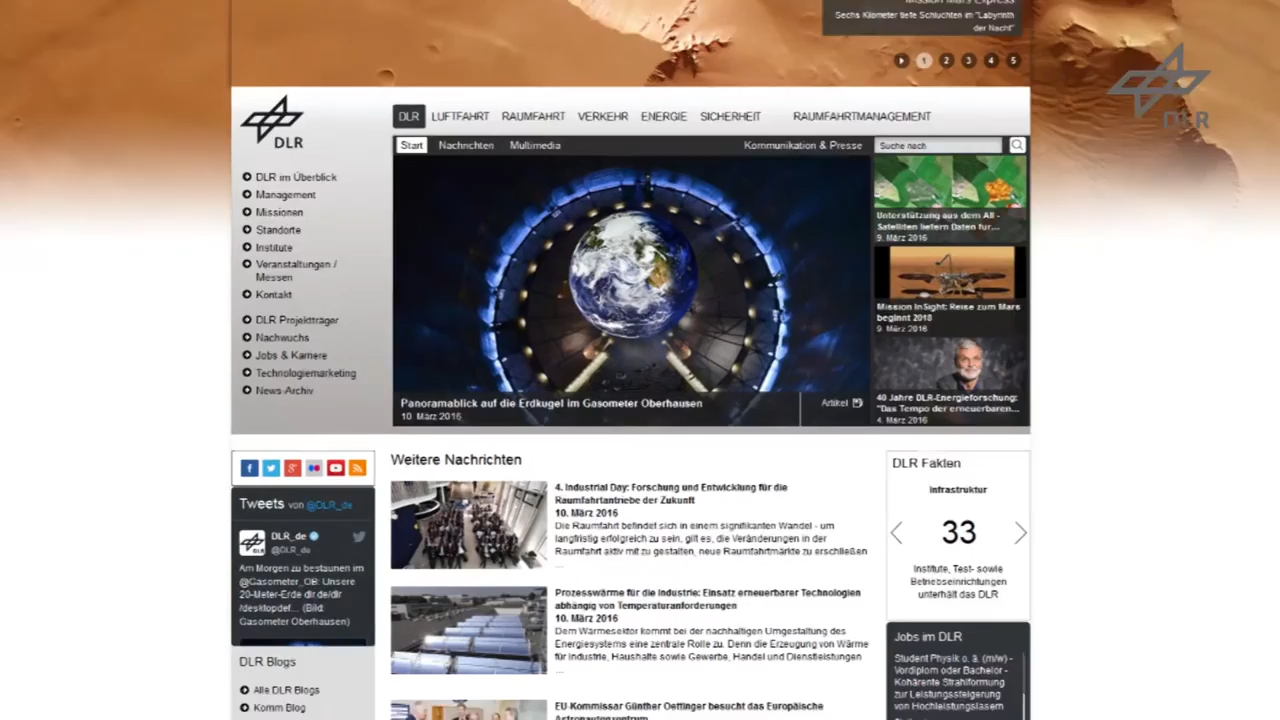 Mission Mars Express
Sechs Kilometer tiefe Schluchten im "Labyrinth
der Nacht"
1 2 3 4 5
DLR
DLR
DLR LUFTFAHRT RAUMFAHRT VERKEHR ENERGIE SICHERHEIT RAUMFAHRTMANAGEMENT
Start Nachrichten Multimedia Kommunikation & Presse Suche nach
DLR im Überblick
Management
Missionen
Standorte
Institute
Veranstaltungen /
Messen
Kontakt
DLR Projektträger
Nachwuchs
Jobs & Karriere
Technologiemarketing
News-Archiv
Panoramablick auf die Erdkugel im Gasometer Oberhausen
10. März 2016
Artikel
Unterstützung aus dem All -
Satelliten liefern Daten für...
9. März 2016
Mission InSight: Reise zum Mars
beginnt 2018
9. März 2016
40 Jahre DLR-Energieforschung:
"Das Tempo der erneuerbaren...
4. März 2016
Tweets von @DLR_de
DLR_de
@DLR_de
Am Morgen zu bestaunen im
@Gasometer_OB: Unsere
20-Meter-Erde dlr.de/dlr
/desktopdef... (Bild:
Gasometer Oberhausen)
DLR Blogs
Alle DLR Blogs
Komm Blog
Weitere Nachrichten
4. Industrial Day: Forschung und Entwicklung für die
Raumfahrtantriebe der Zukunft
10. März 2016
Die Raumfahrt befindet sich in einem signifikanten Wandel - um
langfristig erfolgreich zu sein, gilt es, die Veränderungen in der
Raumfahrt aktiv mit zu gestalten, neue Raumfahrtmärkte zu erschließen
...
Prozesswärme für die Industrie: Einsatz erneuerbarer Technologien
abhängig von Temperaturanforderungen
10. März 2016
Dem Wärmesektor kommt bei der nachhaltigen Umgestaltung des
Energiesystems eine zentrale Rolle zu. Denn die Erzeugung von Wärme
für Industrie, Haushalte sowie Gewerbe, Handel und Dienstleistungen
...
EU-Kommissar Günther Oettinger besucht das Europäische
Astronautenzentrum
DLR Fakten
Infrastruktur
33
Institute, Test- sowie
Betriebseinrichtungen
unterhält das DLR
Jobs im DLR
Student Physik o. ä. (m/w) -
Vordiplom oder Bachelor -
Kohärente Strahlformung
zur Leistungssteigerung
von Hochleistungslasern